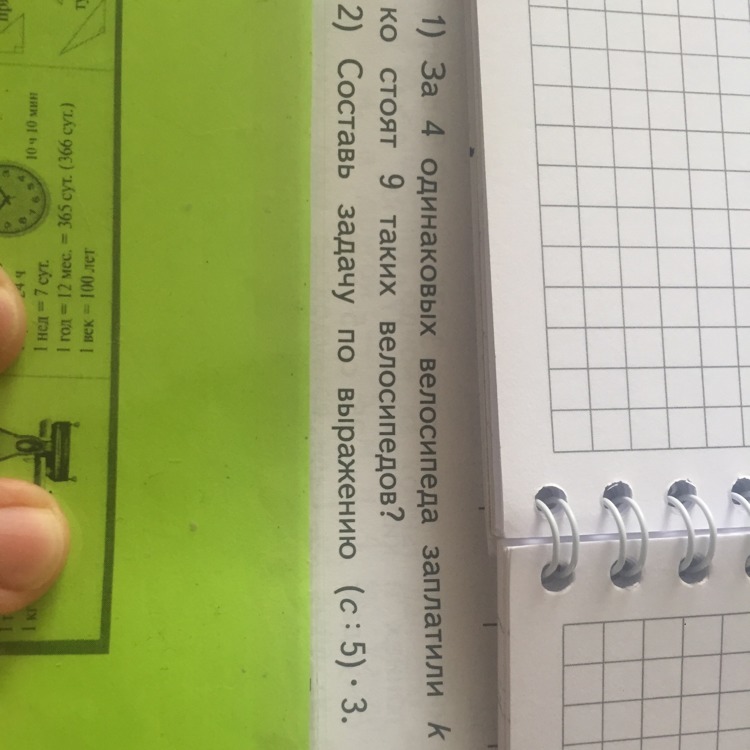 1) За 4 одинаковых велосипеда заплатили k
ко стоят 9 таких велосипедов?
2) Составь задачу по выражению (c : 5) · 3.
10 ч 10 мин
24 ч
1 нед = 7 сут.
1 год = 12 мес. = 365 сут. (366 сут.)
1 век = 100 лет